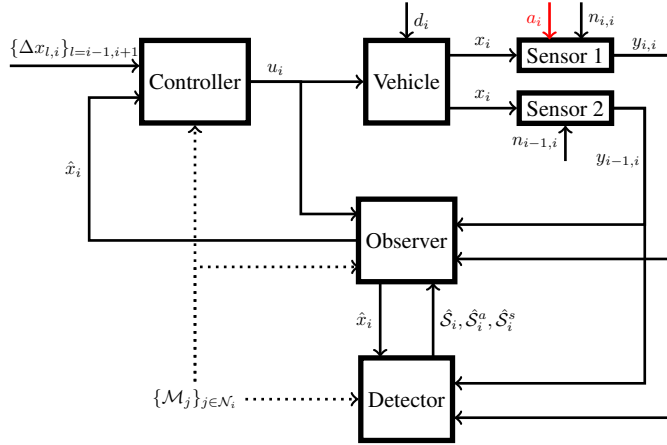 d_i
a_i
n_{i,i}
{Δx_{l,i}}_{l=i−1,i+1}
Controller
u_i
Vehicle
x_i
Sensor 1
y_{i,i}
x_i
Sensor 2
n_{i−1,i}
y_{i−1,i}
x̂_i
Observer
x̂_i
Ŝ_i, Ŝ_i^a, Ŝ_i^s
{M_j}_{j∈N_i}
Detector